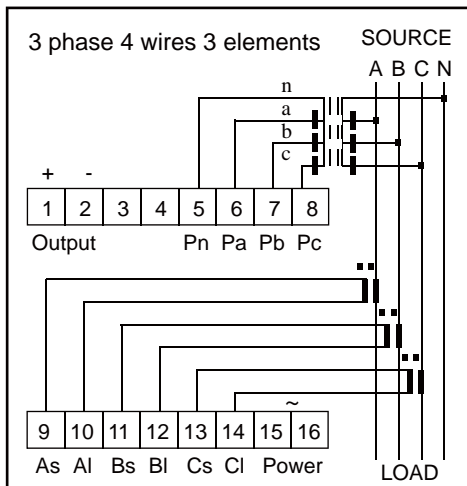 3 phase 4 wires 3 elements
SOURCE
A B C N
n
a
b
c
+ -
1 2 3 4 5 6 7 8
Output Pn Pa Pb Pc
~
9 10 11 12 13 14 15 16
As Al Bs Bl Cs Cl Power
LOAD